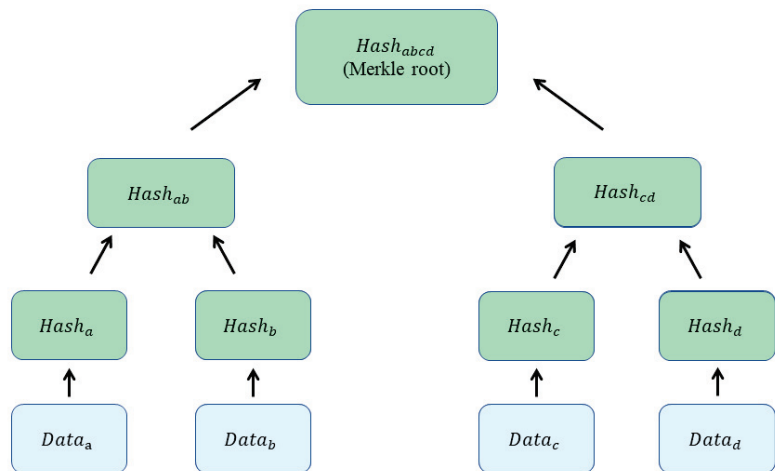 Hash_abcd
(Merkle root)
Hash_ab
Hash_cd
Hash_a
Hash_b
Hash_c
Hash_d
Data_a
Data_b
Data_c
Data_d